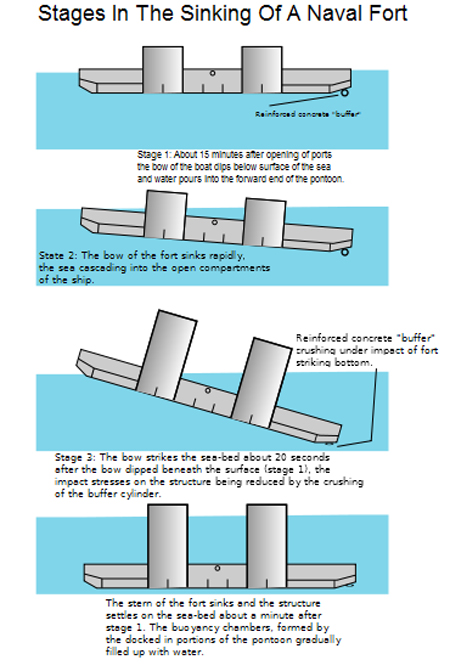 Stages In The Sinking Of A Naval Fort
Reinforced concrete "buffer"
Stage 1: About 15 minutes after opening of ports
the bow of the boat dips below surface of the sea
and water pours into the forward end of the pontoon.
State 2: The bow of the fort sinks rapidly,
the sea cascading into the open compartments
of the ship.
Reinforced concrete "buffer"
crushing under impact of fort
striking bottom.
Stage 3: The bow strikes the sea-bed about 20 seconds
after the bow dipped beneath the surface (stage 1), the
impact stresses on the structure being reduced by the crushing
of the buffer cylinder.
The stern of the fort sinks and the structure
settles on the sea-bed about a minute after
stage 1. The buoyancy chambers, formed by
the docked in portions of the pontoon gradually
filled up with water.